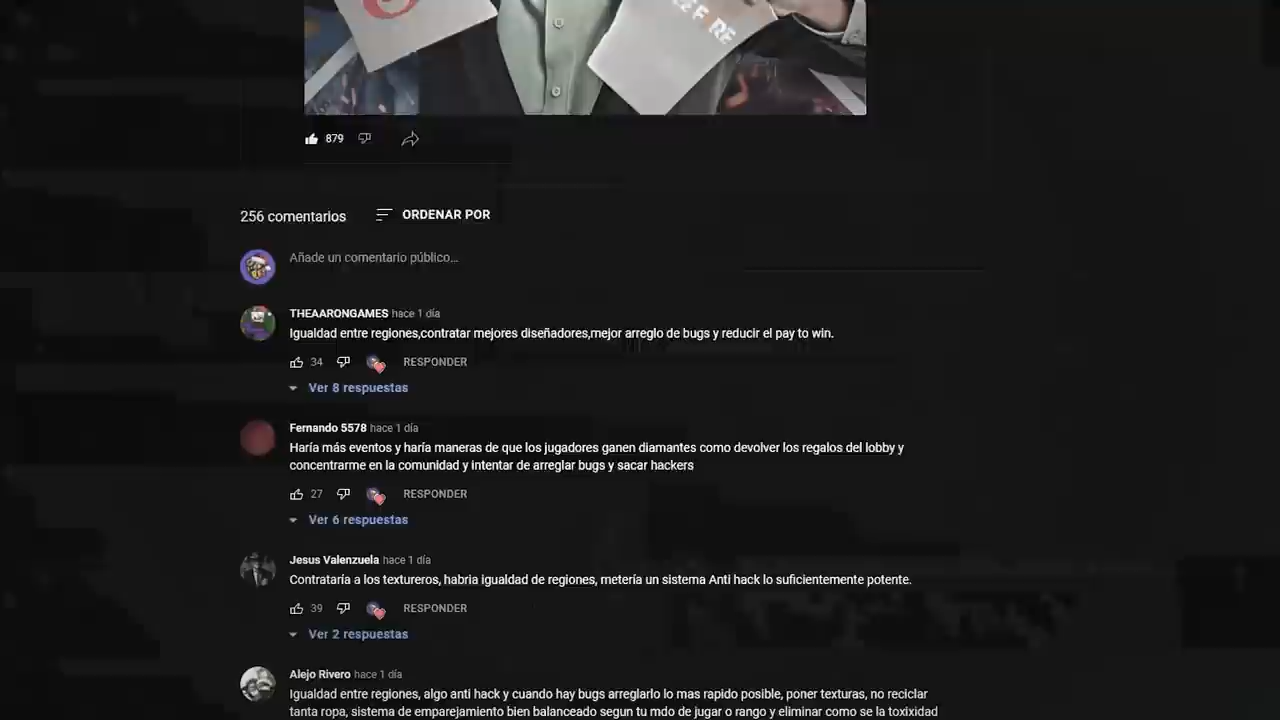 FIRE
879
256 comentarios ORDENAR POR
Añade un comentario público...
THEAARONGAMES hace 1 día
Igualdad entre regiones,contratar mejores diseñadores,mejor arreglo de bugs y reducir el pay to win.
34 RESPONDER
Ver 8 respuestas
Fernando 5578 hace 1 día
Haría más eventos y haría maneras de que los jugadores ganen diamantes como devolver los regalos del lobby y
concentrarme en la comunidad y intentar de arreglar bugs y sacar hackers
27 RESPONDER
Ver 6 respuestas
Jesus Valenzuela hace 1 día
Contrataría a los textureros, habria igualdad de regiones, metería un sistema Anti hack lo suficientemente potente.
39 RESPONDER
Ver 2 respuestas
Alejo Rivero hace 1 día
Igualdad entre regiones, algo anti hack y cuando hay bugs arreglarlo lo mas rapido posible, poner texturas, no reciclar
tanta ropa, sistema de emparejamiento bien balanceado segun tu mdo de jugar o rango y eliminar como se la toxixidad